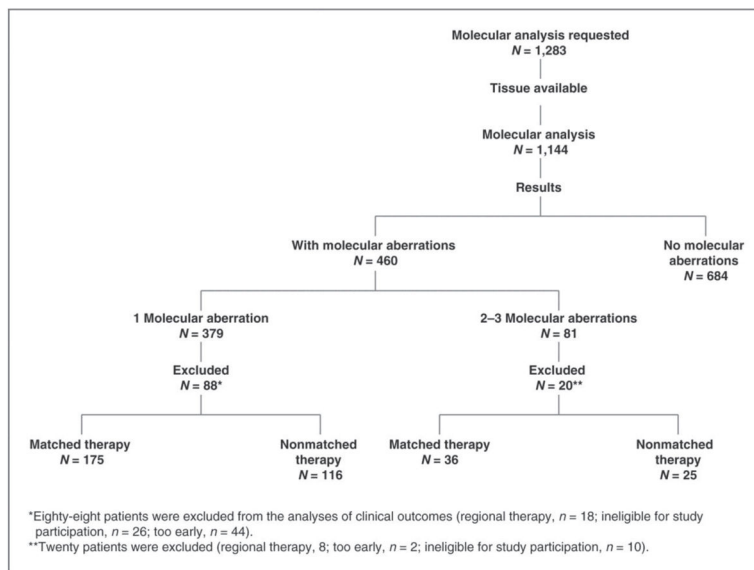 Molecular analysis requested
N = 1,283
Tissue available
Molecular analysis
N = 1,144
Results
With molecular aberrations
N = 460
No molecular
aberrations
N = 684
1 Molecular aberration
N = 379
2–3 Molecular aberrations
N = 81
Excluded
N = 88*
Excluded
N = 20**
Matched therapy
N = 175
Nonmatched
therapy
N = 116
Matched therapy
N = 36
Nonmatched
therapy
N = 25
*Eighty-eight patients were excluded from the analyses of clinical outcomes (regional therapy, n = 18; ineligible for study
participation, n = 26; too early, n = 44).
**Twenty patients were excluded (regional therapy, 8; too early, n = 2; ineligible for study participation, n = 10).